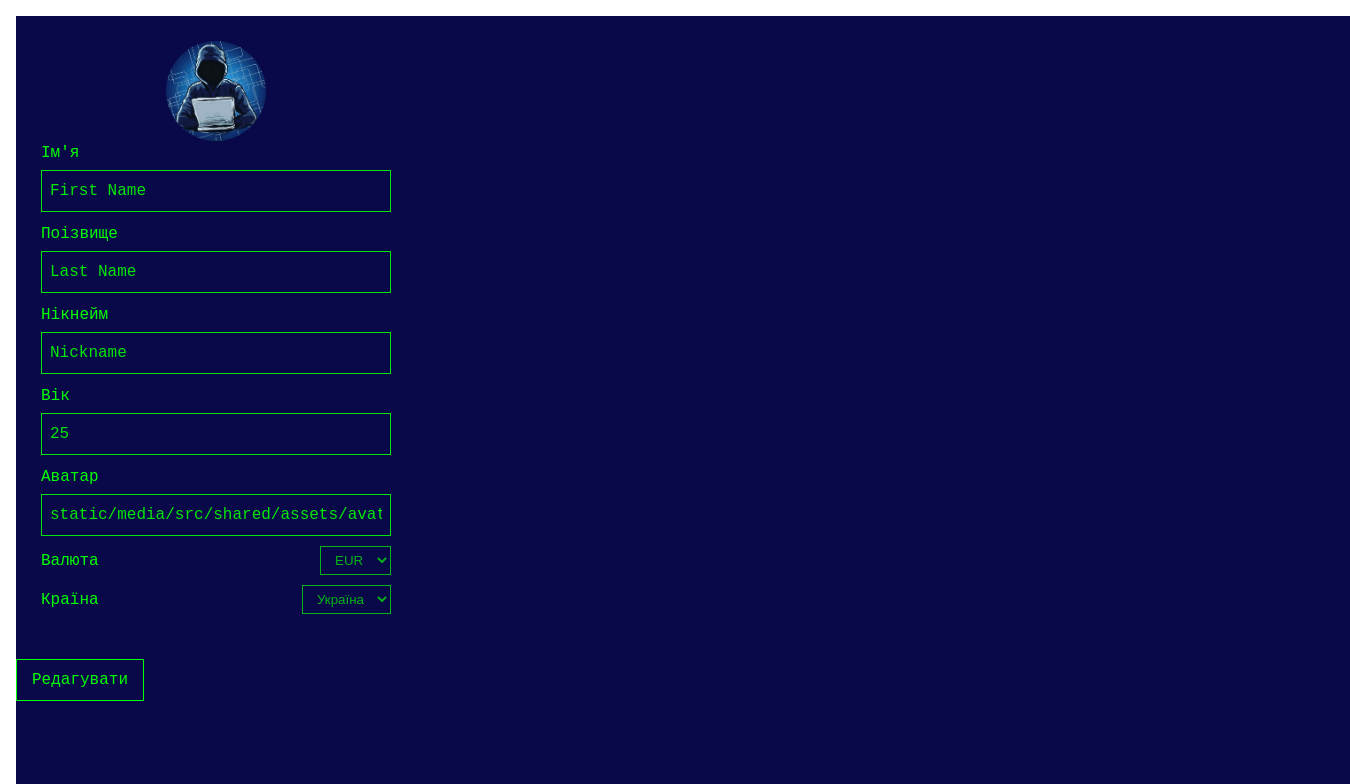 Ім'я
First Name
Поізвище
Last Name
Нікнейм
Nickname
Вік
25
Аватар
static/media/src/shared/assets/avat
Валюта EUR
Країна Україна
Редагувати